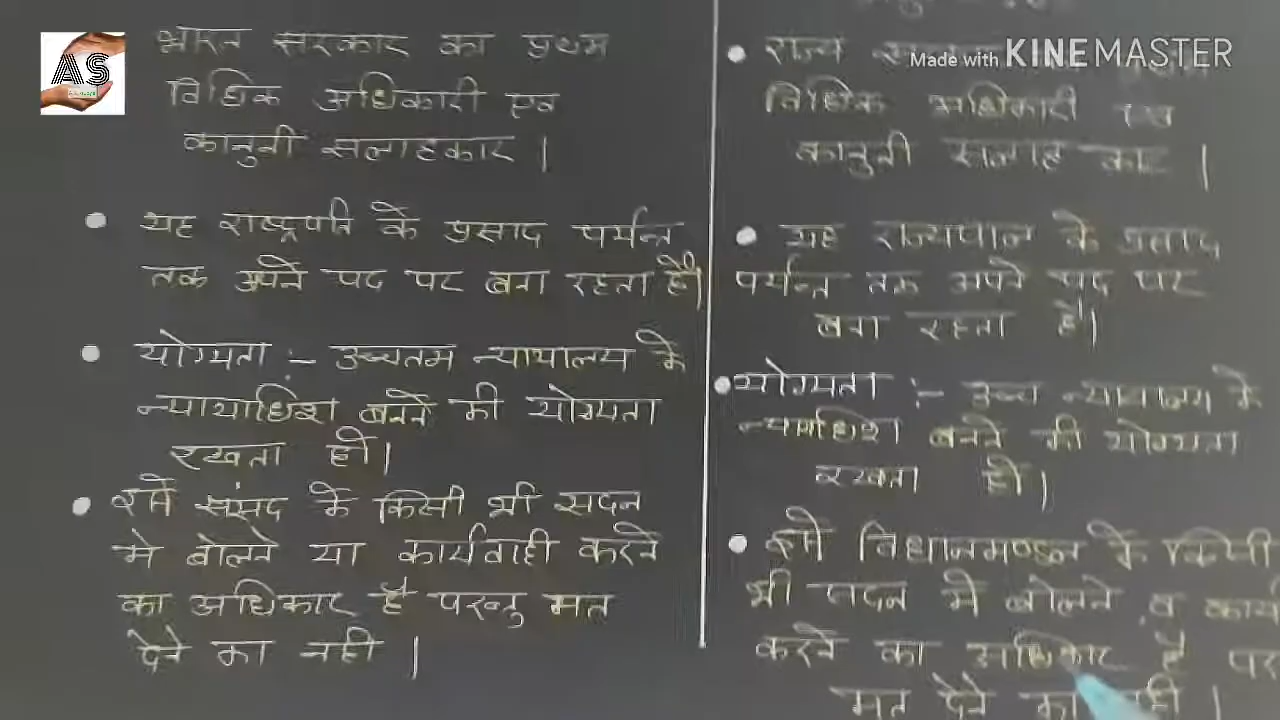 AS
Made with KINEMASTER
भारत सरकार का प्रथम
विधिक अधिकारी एव
कानुनी सलाहकार |
• यह राष्ट्रपति के प्रसाद पर्यन्त
तक अपने पद पर बना रहता है|
• योग्यता :- उच्चतम न्यायालय के
न्यायाधिश बनने की योग्यता
रखता हो|
• इसे संसद के किसी भी सदन
मे बोलने या कार्यवाही करने
का अधिकार है परन्तु मत
देने का नही |
• राज्य
विधिक अधिकारी एव
कानुनी सलाह कार |
• यह राज्यपाल के प्रसाद
पर्यन्त तक अपने पद पर
बना रहता है|
• योग्यता :- उच्च न्यायालय के
न्यायाधिश बनने की योग्यता
रखता हो|
• इसे विधानमण्डल के किसी
भी सदन मे बोलने व कार्य
करने का अधिकार है पर
मत देने का नही |